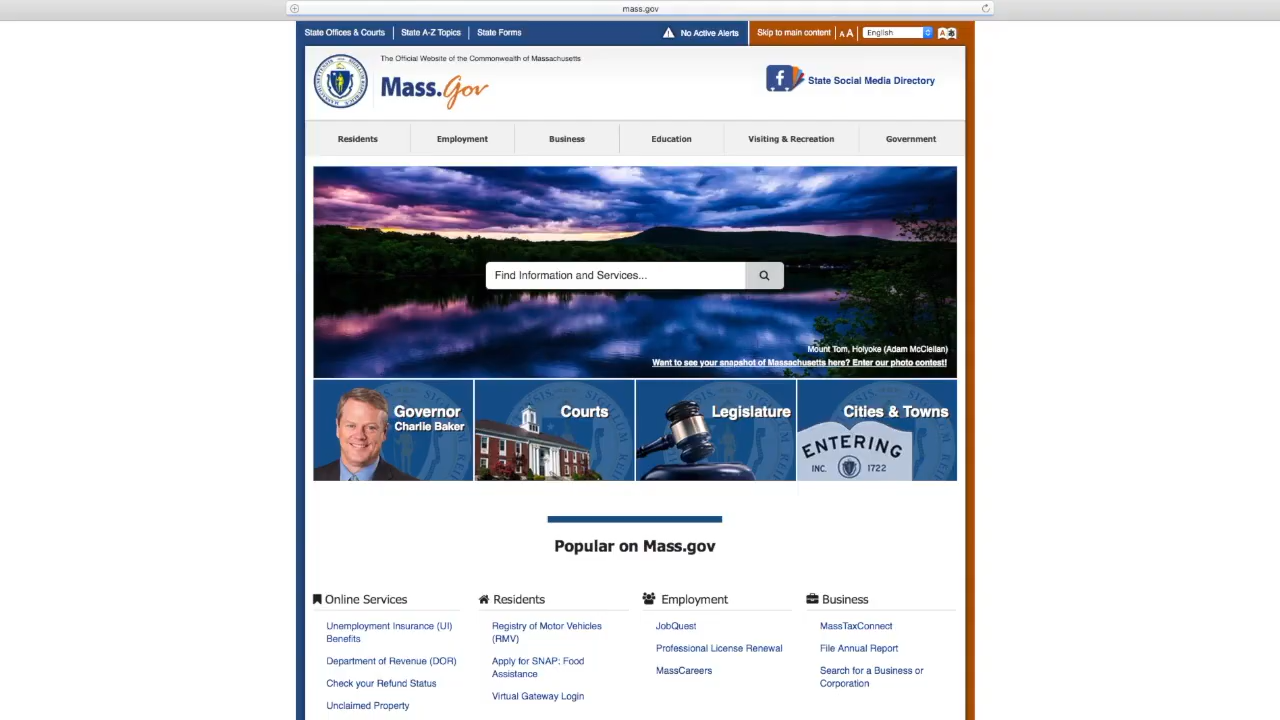 mass.gov
State Offices & Courts
State A-Z Topics
State Forms
No Active Alerts
Skip to main content
A A
English
The Official Website of the Commonwealth of Massachusetts
Mass.Gov
State Social Media Directory
Residents
Employment
Business
Education
Visiting & Recreation
Government
Find Information and Services...
Mount Tom, Holyoke (Adam McClellan)
Want to see your snapshot of Massachusetts here? Enter our photo contest!
Governor
Charlie Baker
Courts
Legislature
Cities & Towns
ENTERING
INC. 1722
Popular on Mass.gov
Online Services
Unemployment Insurance (UI)
Benefits
Department of Revenue (DOR)
Check your Refund Status
Unclaimed Property
Residents
Registry of Motor Vehicles
(RMV)
Apply for SNAP: Food
Assistance
Virtual Gateway Login
Employment
JobQuest
Professional License Renewal
MassCareers
Business
MassTaxConnect
File Annual Report
Search for a Business or
Corporation